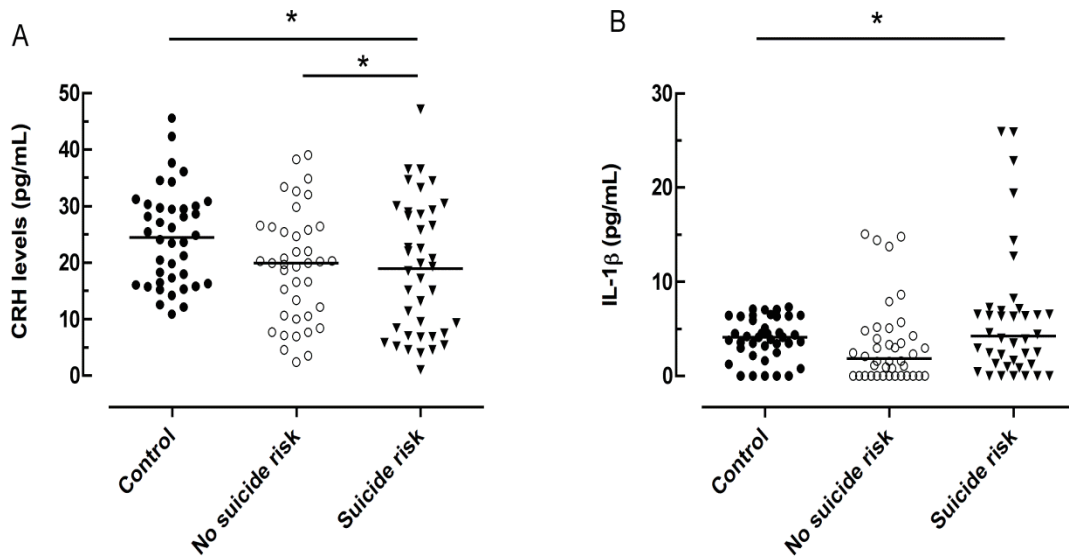 A
*
*
CRH levels (pg/mL)
50
40
30
20
10
0
Control
No suicide risk
Suicide risk
B
*
IL-1β (pg/mL)
30
20
10
0
Control
No suicide risk
Suicide risk